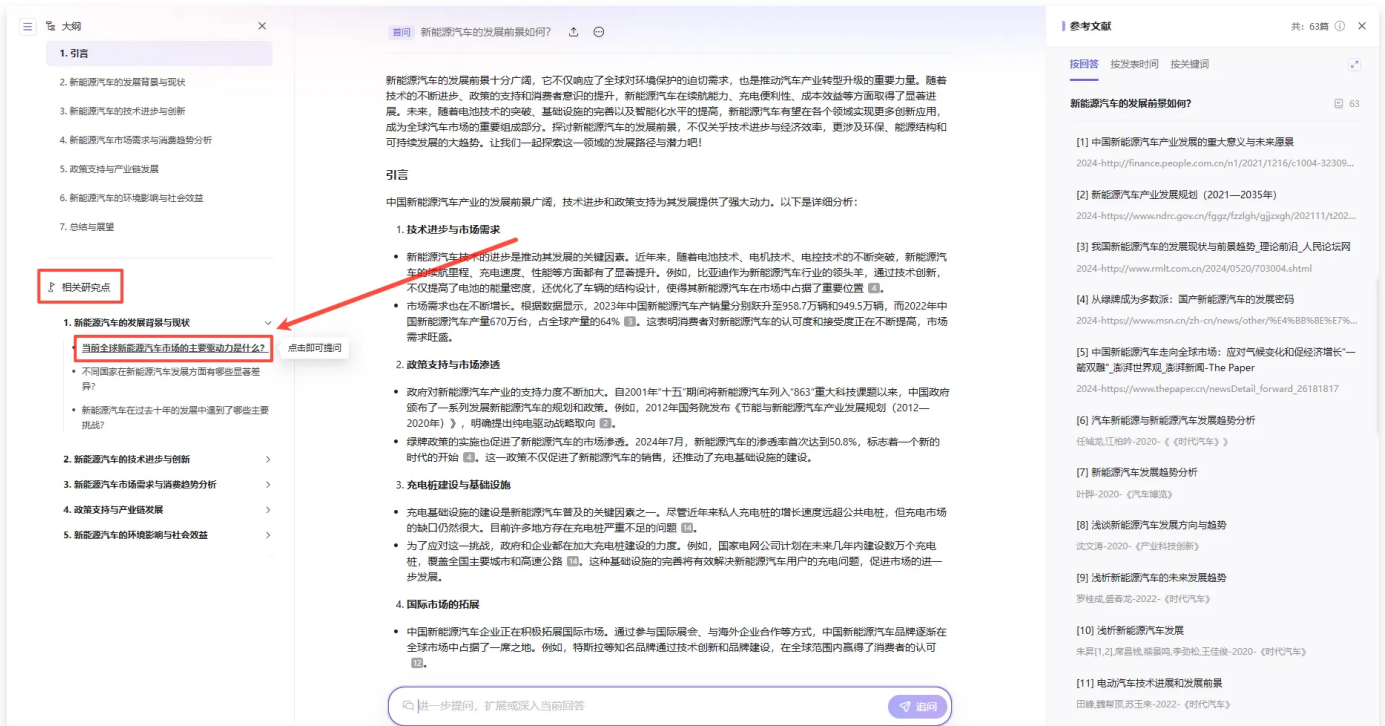 大纲
1. 引言
2. 新能源汽车的发展背景与现状
3. 新能源汽车的技术进步与创新
4. 新能源汽车市场需求与消费趋势分析
5. 政策支持与产业链发展
6. 新能源汽车的环境影响与社会效益
7. 总结与展望
相关研究点
1. 新能源汽车的发展背景与现状
当前全球新能源汽车市场的主要驱动力是什么?
点击即可提问
• 不同国家在新能源汽车发展方面有哪些显著差
异?
• 新能源汽车在过去十年的发展中遇到了哪些主要
挑战?
2. 新能源汽车的技术进步与创新
3. 新能源汽车市场需求与消费趋势分析
4. 政策支持与产业链发展
5. 新能源汽车的环境影响与社会效益
首问 新能源汽车的发展前景如何?
新能源汽车的发展前景十分广阔，它不仅响应了全球对环境保护的迫切需求，也是推动汽车产业转型升级的重要力量。随着
技术的不断进步、政策的支持和消费者意识的提升，新能源汽车在续航能力、充电便利性、成本效益等方面取得了显著进
展。未来，随着电池技术的突破、基础设施的完善以及智能化水平的提高，新能源汽车有望在各个领域实现更多创新应用，
成为全球汽车市场的重要组成部分。探讨新能源汽车的发展前景，不仅关乎技术进步与经济效率，更涉及环保、能源结构和
可持续发展的大趋势。让我们一起探索这一领域的发展路径与潜力吧！
引言
中国新能源汽车产业的发展前景广阔，技术进步和政策支持为其发展提供了强大动力。以下是详细分析：
1. 技术进步与市场需求
• 新能源汽车技术的进步是推动其发展的关键因素。近年来，随着电池技术、电机技术、电控技术的不断突破，新能源汽
车的续航里程、充电速度、性能等方面都有了显著提升。例如，比亚迪作为新能源汽车行业的领头羊，通过技术创新，
不仅提高了电池的能量密度，还优化了车辆的结构设计，使得其新能源汽车在市场中占据了重要位置 4 。
• 市场需求也在不断增长。根据数据显示，2023年中国新能源汽车产销量分别跃升至958.7万辆和949.5万辆，而2022年中
国新能源汽车产量670万台，占全球产量的64% 3 。这表明消费者对新能源汽车的认可度和接受度正在不断提高，市场
需求旺盛。
2. 政策支持与市场渗透
• 政府对新能源汽车产业的支持力度不断加大。自2001年“十五”期间将新能源汽车列入“863”重大科技课题以来，中国政府
颁布了一系列发展新能源汽车的规划和政策。例如，2012年国务院发布《节能与新能源汽车产业发展规划（2012—
2020年）》，明确提出纯电驱动战略取向 2 。
• 绿牌政策的实施也促进了新能源汽车的市场渗透。2024年7月，新能源汽车的渗透率首次达到50.8%，标志着一个新的
时代的开始 4 。这一政策不仅促进了新能源汽车的销售，还推动了充电基础设施的建设。
3. 充电桩建设与基础设施
• 充电基础设施的建设是新能源汽车普及的关键因素之一。尽管近年来私人充电桩的增长速度远超公共电桩，但充电市场
的缺口仍然很大。目前许多地方存在充电桩严重不足的问题 14 。
• 为了应对这一挑战，政府和企业都在加大充电桩建设的力度。例如，国家电网公司计划在未来几年内建设数万个充电
桩，覆盖全国主要城市和高速公路 14 。这种基础设施的完善将有效解决新能源汽车用户的充电问题，促进市场的进一
步发展。
4. 国际市场的拓展
• 中国新能源汽车企业正在积极拓展国际市场。通过参与国际展会、与海外企业合作等方式，中国新能源汽车品牌逐渐在
全球市场中占据了一席之地。例如，特斯拉等知名品牌通过技术创新和品牌建设，在全球范围内赢得了消费者的认可
12 。
进一步提问，扩展或深入当前回答
追问
参考文献 共：63篇
按回答 按发表时间 按关键词
新能源汽车的发展前景如何? 63
[1] 中国新能源汽车产业发展的重大意义与未来愿景
2024-http://finance.people.com.cn/n1/2021/1216/c1004-32309...
[2] 新能源汽车产业发展规划（2021—2035年）
2024-https://www.ndrc.gov.cn/fggz/fzzlgh/gjjzxgh/202111/t202...
[3] 我国新能源汽车的发展现状与前景趋势_理论前沿_人民论坛网
2024-http://www.rmlt.com.cn/2024/0520/703004.shtml
[4] 从绿牌成为多数派：国产新能源汽车的发展密码
2024-https://www.msn.cn/zh-cn/news/other/%E4%BB%8E%E7%...
[5] 中国新能源汽车走向全球市场：应对气候变化和促经济增长“一
箭双雕”_澎湃世界观_澎湃新闻-The Paper
2024-https://www.thepaper.cn/newsDetail_forward_26181817
[6] 汽车新能源与新能源汽车发展趋势分析
任城龙,江柏吟-2020-《《时代汽车》》
[7] 新能源汽车发展趋势分析
叶晔-2020-《汽车博览》
[8] 浅谈新能源汽车发展方向与趋势
沈文涛-2020-《产业科技创新》
[9] 浅析新能源汽车的未来发展趋势
罗桂成,盛春龙-2022-《时代汽车》
[10] 浅析新能源汽车发展
朱昇[1,2],席昌钱,熊景鸣,李劲松,王佳俊-2020-《时代汽车》
[11] 电动汽车技术进展和发展前景
田峰,魏帮顶,苏玉来-2022-《时代汽车》